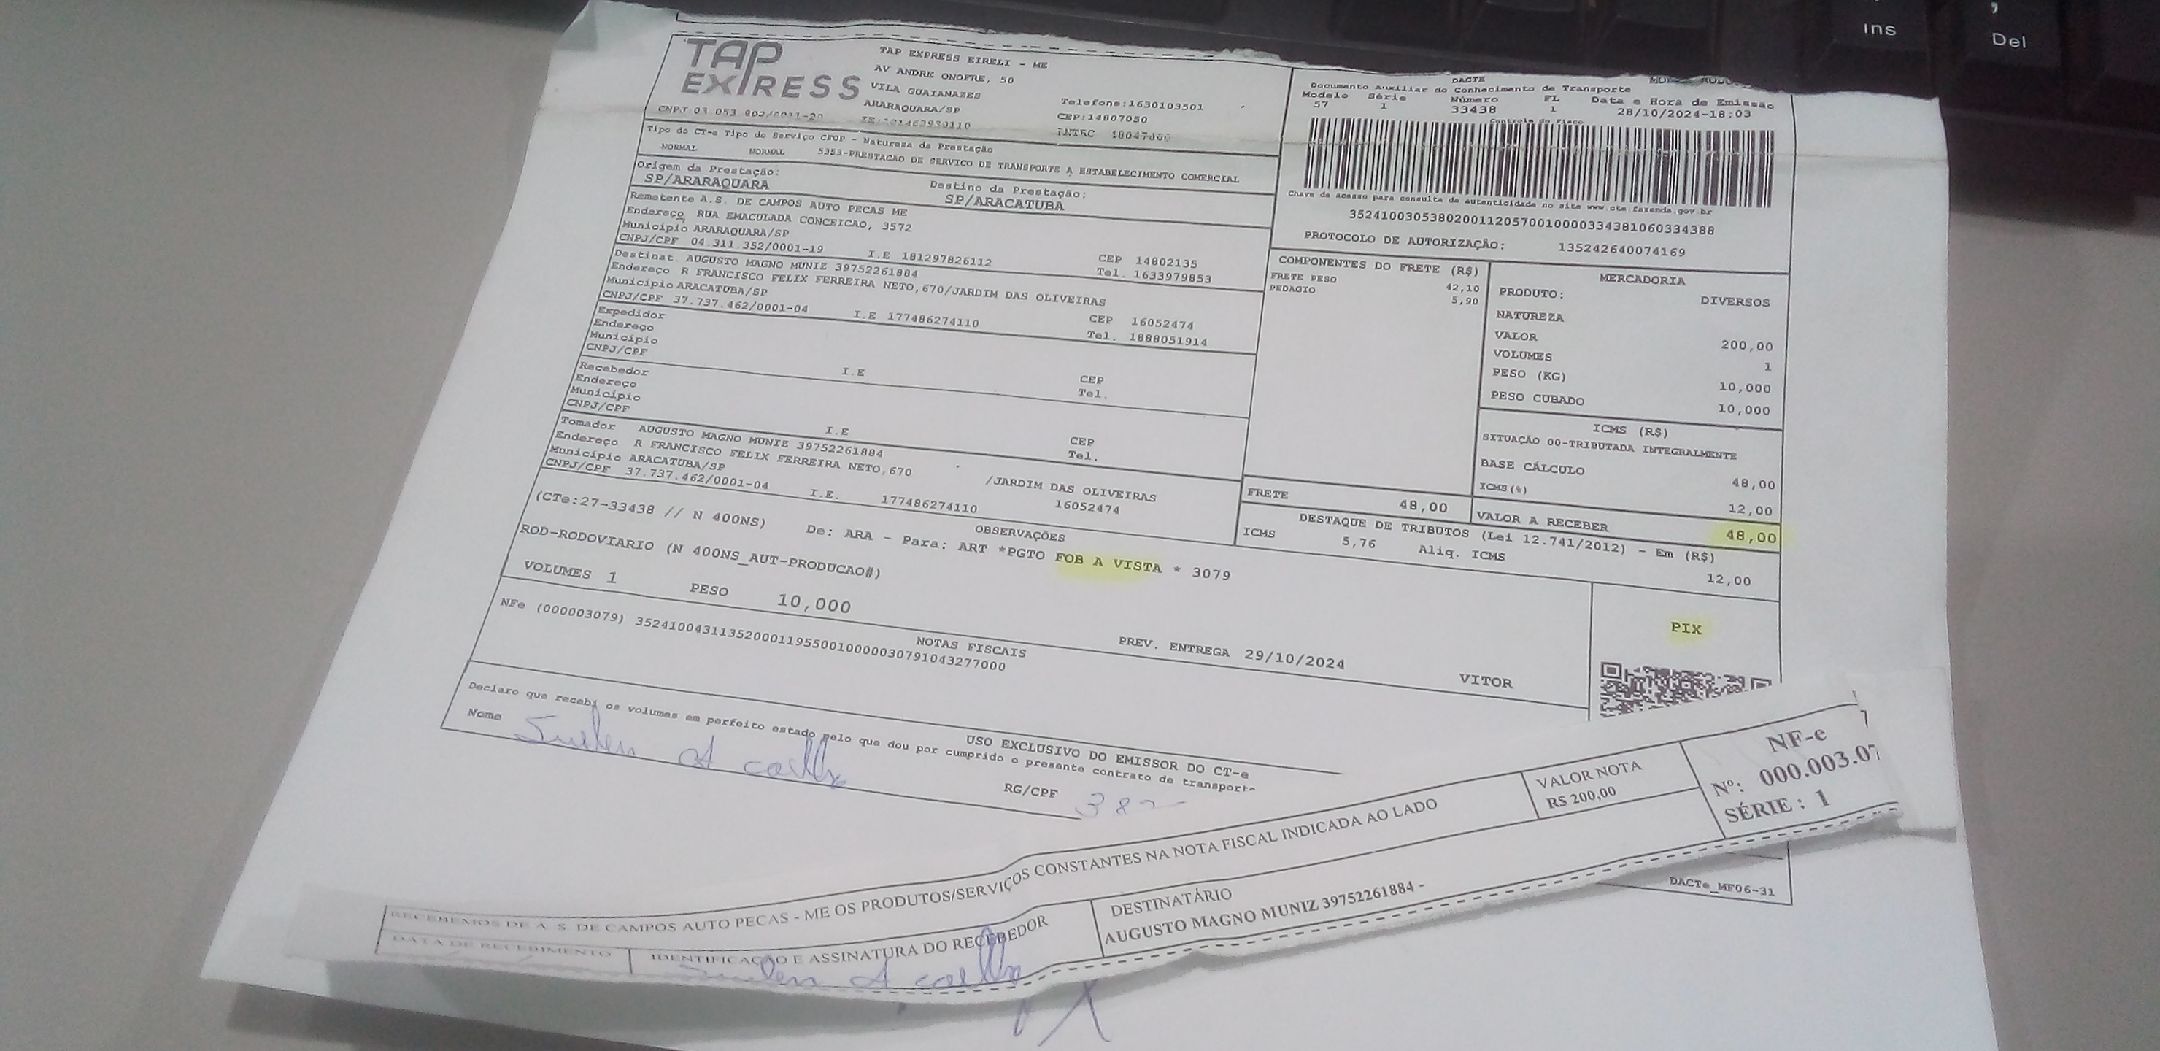 TAP EXPRESS
TAP EXPRESS EIRELI - ME
AV ANDRE ONOFRE, 50
VILA GUAIANAZES
ARARAQUARA/SP
Telefone:1630103501
CEP:14807050
DACTE
Documento Auxiliar do Conhecimento de Transporte
Modelo Série Número FL Data e Hora de Emissão
57 1 33438 1 28/10/2024-18:03
Controle do Fisco
Chave de acesso para consulta de autenticidade no site www.cte.fazenda.gov.br
35241003053802001120570010000334381060334388
PROTOCOLO DE AUTORIZAÇÃO: 135242640074169
Tipo do CT-e Tipo de Serviço CFOP - Natureza da Prestação
NORMAL NORMAL 5353-PRESTACAO DE SERVICO DE TRANSPORTE A ESTABELECIMENTO COMERCIAL
Origem da Prestação: Destino da Prestação:
SP/ARARAQUARA SP/ARACATUBA
Remetente A.S. DE CAMPOS AUTO PECAS ME
Endereço RUA EMACULADA CONCEICAO, 3572
Município ARARAQUARA/SP CEP 14802135
CNPJ/CPF 04.311.352/0001-19 I.E 181297826112 Tel. 1633979853
Destinat. AUGUSTO MAGNO MUNIZ 39752261884
Endereço R FRANCISCO FELIX FERREIRA NETO,670/JARDIM DAS OLIVEIRAS
Município ARACATUBA/SP CEP 16052474
CNPJ/CPF 37.737.462/0001-04 I.E 177486274110 Tel. 1888051914
Expedidor
Endereço
Município CEP
CNPJ/CPF I.E Tel.
Recebedor
Endereço
Município CEP
CNPJ/CPF I.E Tel.
Tomador AUGUSTO MAGNO MUNIZ 39752261884
Endereço R FRANCISCO FELIX FERREIRA NETO,670 /JARDIM DAS OLIVEIRAS
Município ARACATUBA/SP 16052474
CNPJ/CPF 37.737.462/0001-04 I.E. 177486274110
COMPONENTES DO FRETE (R$)
FRETE PESO 42,10
PEDAGIO 5,90
FRETE 48,00
MERCADORIA
PRODUTO: DIVERSOS
NATUREZA
VALOR 200,00
VOLUMES 1
PESO (KG) 10,000
PESO CUBADO 10,000
ICMS (R$)
SITUAÇÃO 00-TRIBUTADA INTEGRALMENTE
BASE CÁLCULO 48,00
ICMS(%) 12,00
VALOR A RECEBER 48,00
DESTAQUE DE TRIBUTOS (Lei 12.741/2012) - Em (R$)
ICMS 5,76 Aliq. ICMS 12,00
OBSERVAÇÕES
(CTe:27-33438 // N 400NS) De: ARA - Para: ART *PGTO FOB A VISTA * 3079
ROD-RODOVIARIO (N 400NS_AUT-PRODUCAO#)
VOLUMES 1 PESO 10,000 PREV. ENTREGA 29/10/2024 VITOR
PIX
NOTAS FISCAIS
NFe (000003079) 35241004311352000119550010000030791043277000
USO EXCLUSIVO DO EMISSOR DO CT-e
Declaro que recebi os volumes em perfeito estado pelo que dou por cumprido o presente contrato de transport
Nome RG/CPF 382
RECEBEMOS DE A. S. DE CAMPOS AUTO PECAS - ME OS PRODUTOS/SERVIÇOS CONSTANTES NA NOTA FISCAL INDICADA AO LADO
VALOR NOTA
R$ 200,00
NF-e
Nº: 000.003.07
SÉRIE : 1
DATA DE RECEBIMENTO
IDENTIFICAÇÃO E ASSINATURA DO RECEBEDOR
DESTINATÁRIO
AUGUSTO MAGNO MUNIZ 39752261884 -
DACTe_MF06-31
Ins
Del